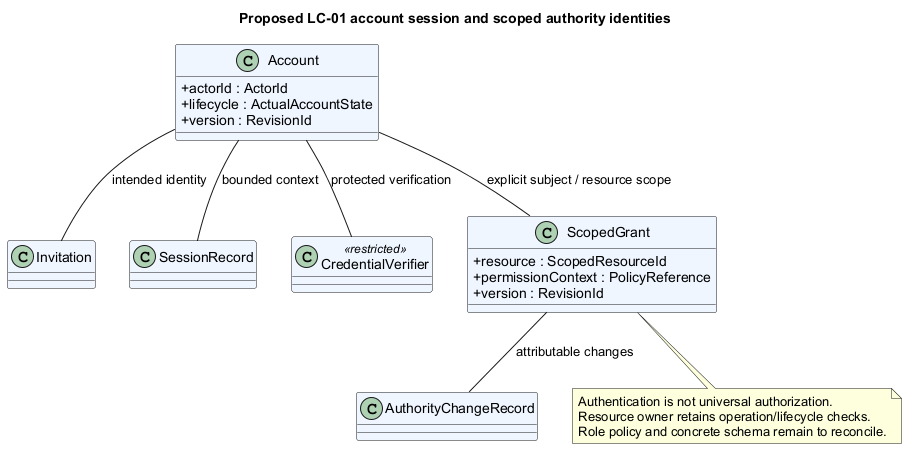 Proposed LC-01 account session and scoped authority identities
C Account
+actorId : ActorId
+lifecycle : ActualAccountState
+version : RevisionId
intended identity
bounded context
protected verification
explicit subject / resource scope
C Invitation
C SessionRecord
«restricted»
C CredentialVerifier
C ScopedGrant
+resource : ScopedResourceId
+permissionContext : PolicyReference
+version : RevisionId
attributable changes
C AuthorityChangeRecord
Authentication is not universal authorization.
Resource owner retains operation/lifecycle checks.
Role policy and concrete schema remain to reconcile.